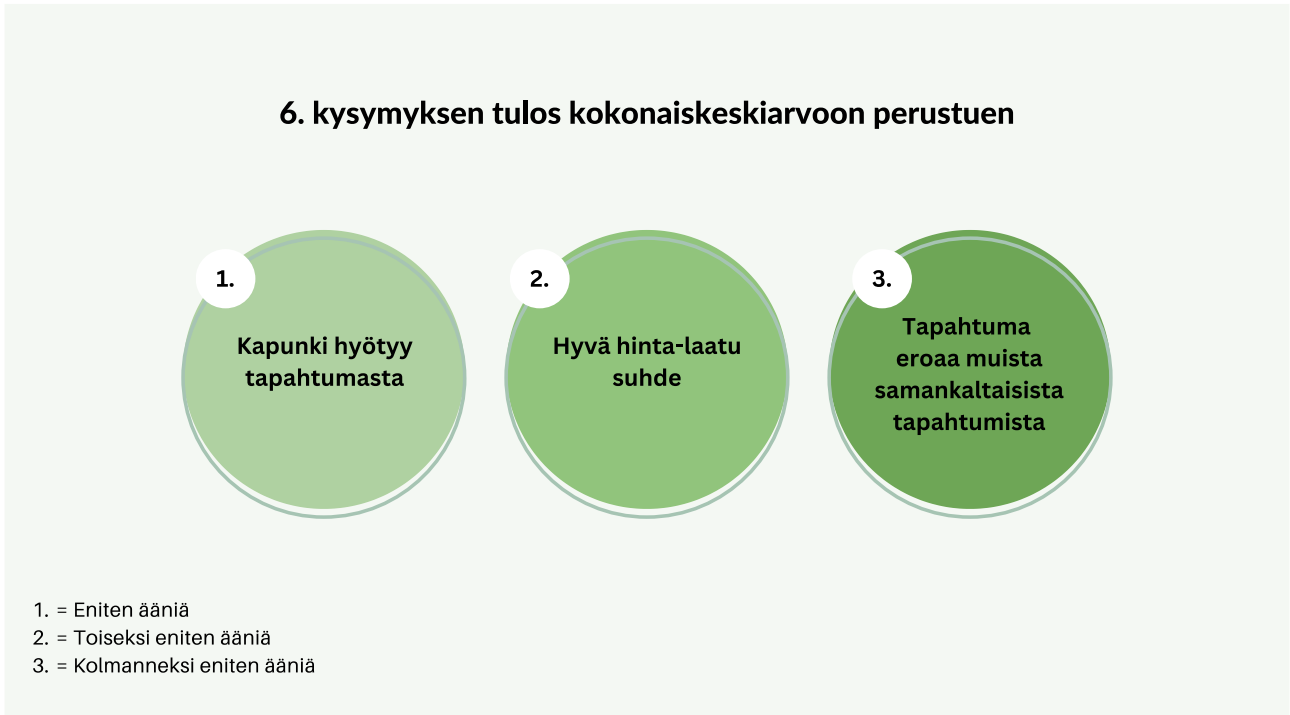 6. kysymyksen tulos kokonaiskeskiarvoon perustuen
1.
Kapunki hyötyy
tapahtumasta
2.
Hyvä hinta-laatu
suhde
3.
Tapahtuma
eroaa muista
samankaltaisista
tapahtumista
1. = Eniten ääniä
2. = Toiseksi eniten ääniä
3. = Kolmanneksi eniten ääniä